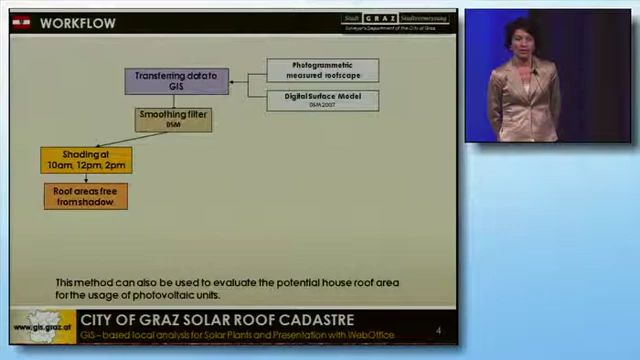 WORKFLOW
Stadt GRAZ Stadtvermessung
Surveyor's Department of the City of Graz
Photogrammetric
measured roofscape
Transferring data to
GIS
Digital Surface Model
DSM 2007
Smoothing filter
DSM
Shading at
10am, 12pm, 2pm
Roof areas free
from shadow
This method can also be used to evaluate the potential house roof area
for the usage of photovoltaic units.
www.gis.graz.at
CITY OF GRAZ SOLAR ROOF CADASTRE
GIS – based local analysis for Solar Plants and Presentation with WebOffice
4